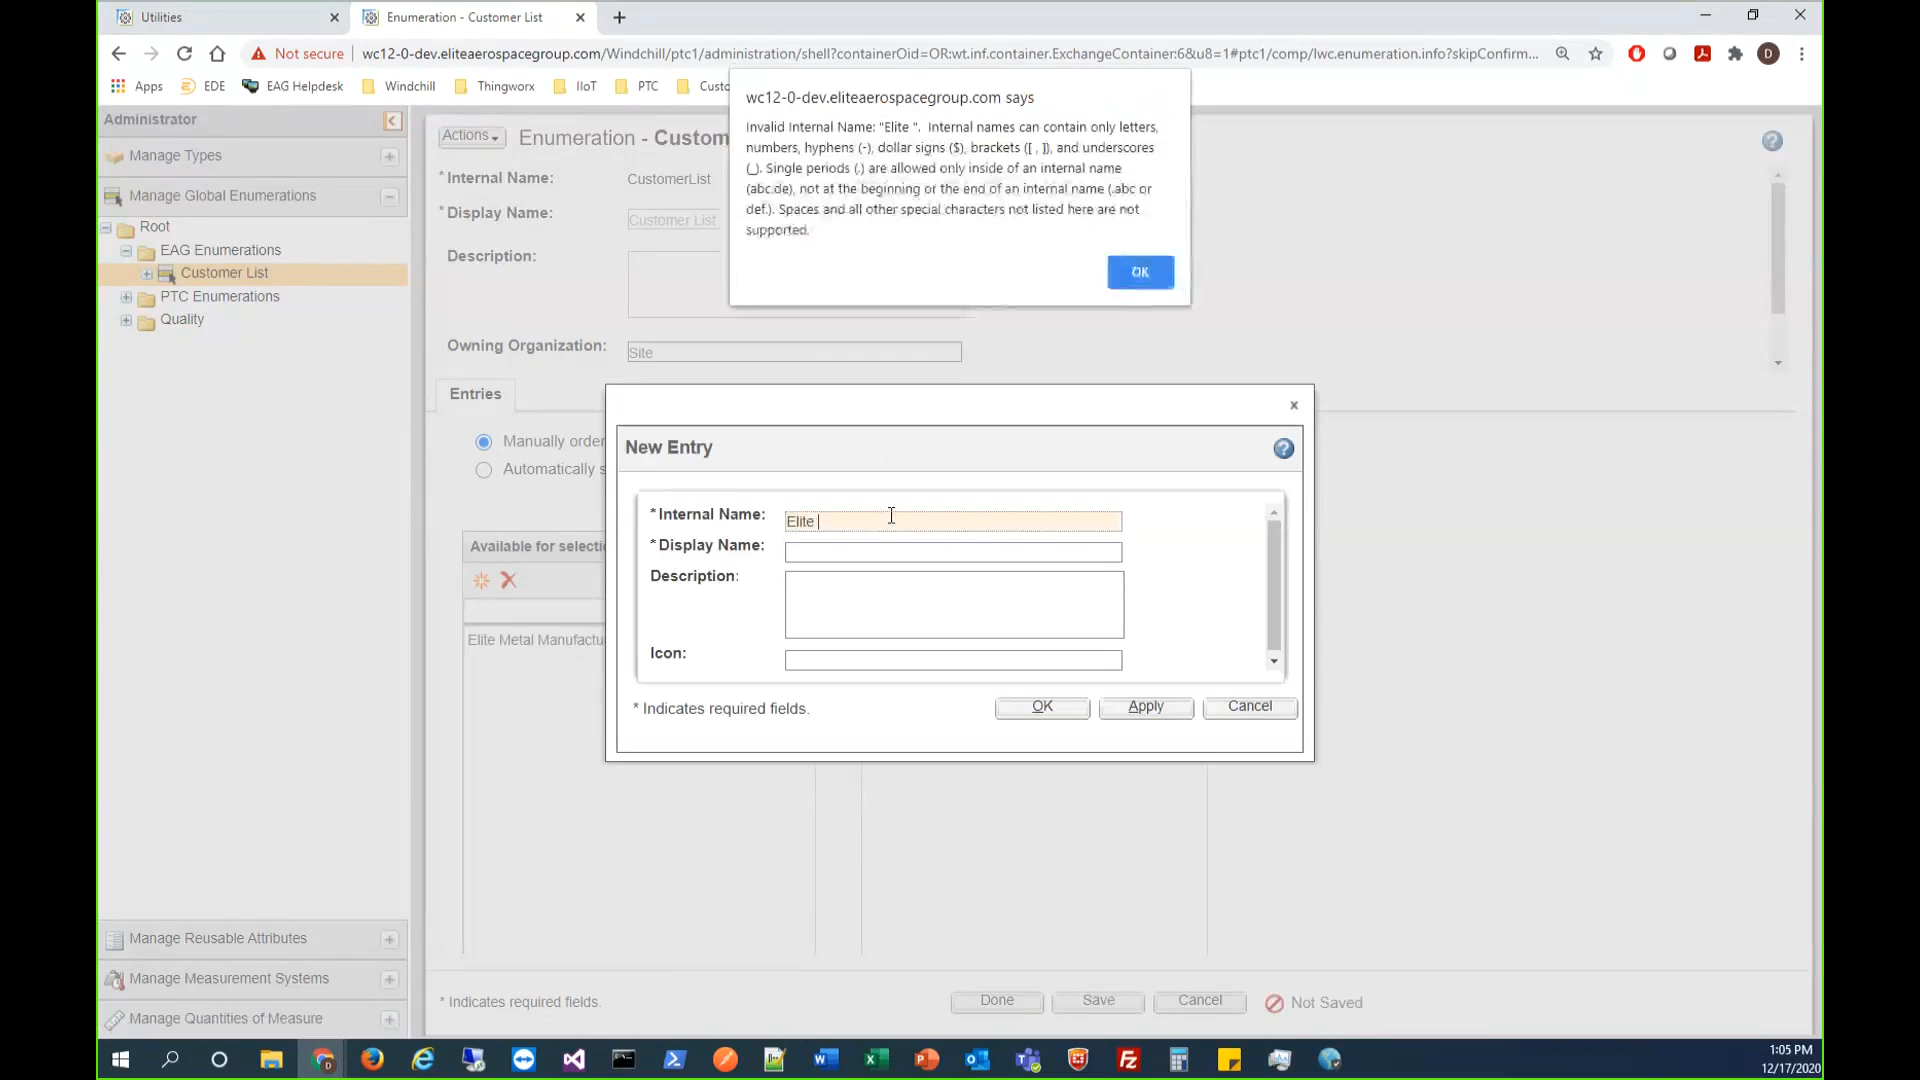 Utilities
Enumeration - Customer List
Not secure
wc12-0-dev.eliteaerospacegroup.com/Windchill/ptc1/administration/shell?containerOid=OR:wt.inf.container.ExchangeContainer:6&u8=1#ptc1/comp/lwc.enumeration.info?skipConfirm...
D
Apps
EDE
EAG Helpdesk
Windchill
Thingworx
IIoT
PTC
Custo
wc12-0-dev.eliteaerospacegroup.com says
Invalid Internal Name: "Elite ". Internal names can contain only letters,
numbers, hyphens (-), dollar signs ($), brackets ([ , ]), and underscores
(_). Single periods (.) are allowed only inside of an internal name
(abc.de), not at the beginning or the end of an internal name (.abc or
def.). Spaces and all other special characters not listed here are not
supported.
OK
Administrator
Manage Types
Manage Global Enumerations
Root
EAG Enumerations
Customer List
PTC Enumerations
Quality
Manage Reusable Attributes
Manage Measurement Systems
Manage Quantities of Measure
Actions
Enumeration - Custom
* Internal Name:
CustomerList
* Display Name:
Customer List
Description:
Owning Organization:
Site
Entries
Manually order
Automatically s
Available for selectio
Elite Metal Manufactu
x
New Entry
* Internal Name:
Elite
* Display Name:
Description:
Icon:
* Indicates required fields.
OK
Apply
Cancel
* Indicates required fields.
Done
Save
Cancel
Not Saved
1:05 PM
12/17/2020